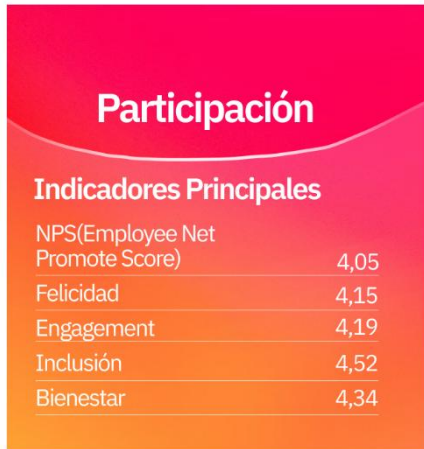 Participación
Indicadores Principales
NPS(Employee Net
Promote Score) 4,05
Felicidad 4,15
Engagement 4,19
Inclusión 4,52
Bienestar 4,34